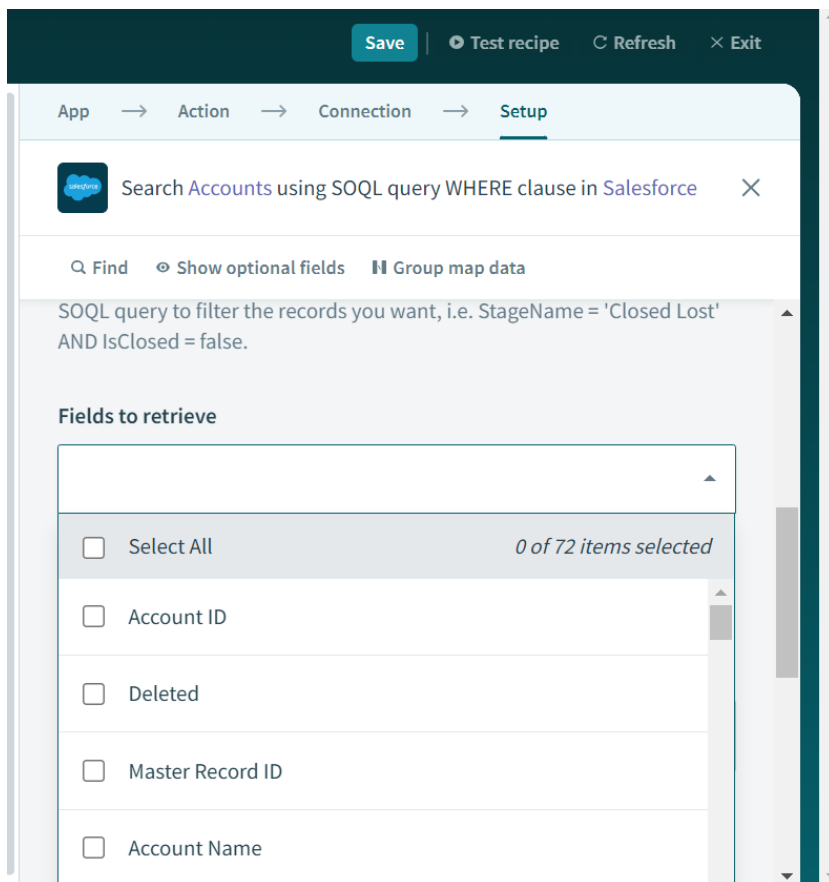 Save Test recipe Refresh Exit
App Action Connection Setup
salesforce
Search Accounts using SOQL query WHERE clause in Salesforce
Find Show optional fields Group map data
SOQL query to filter the records you want, i.e. StageName = 'Closed Lost'
AND IsClosed = false.
Fields to retrieve
Select All 0 of 72 items selected
Account ID
Deleted
Master Record ID
Account Name